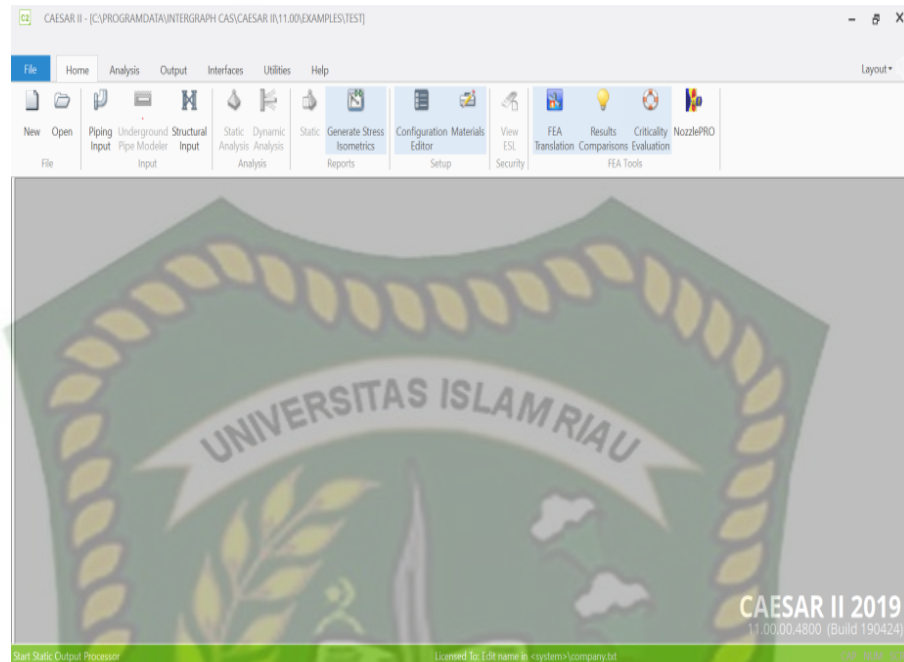 CAESAR II - [C:\PROGRAMDATA\INTERGRAPH CAS\CAESAR II\11.00\EXAMPLES\TEST]
File Home Analysis Output Interfaces Utilities Help Layout
New Open Piping Underground Structural Static Dynamic Static Generate Stress Configuration Materials View FEA Results Criticality NozzlePRO
Input Pipe Modeler Input Analysis Analysis Isometrics Editor ESL Translation Comparisons Evaluation
File Input Analysis Reports Setup Security FEA Tools
UNIVERSITAS ISLAM RIAU
CAESAR II 2019
11.00.00.4800 (Build 190424)
Start Static Output Processor Licensed To: Edit name in <system>\company.txt